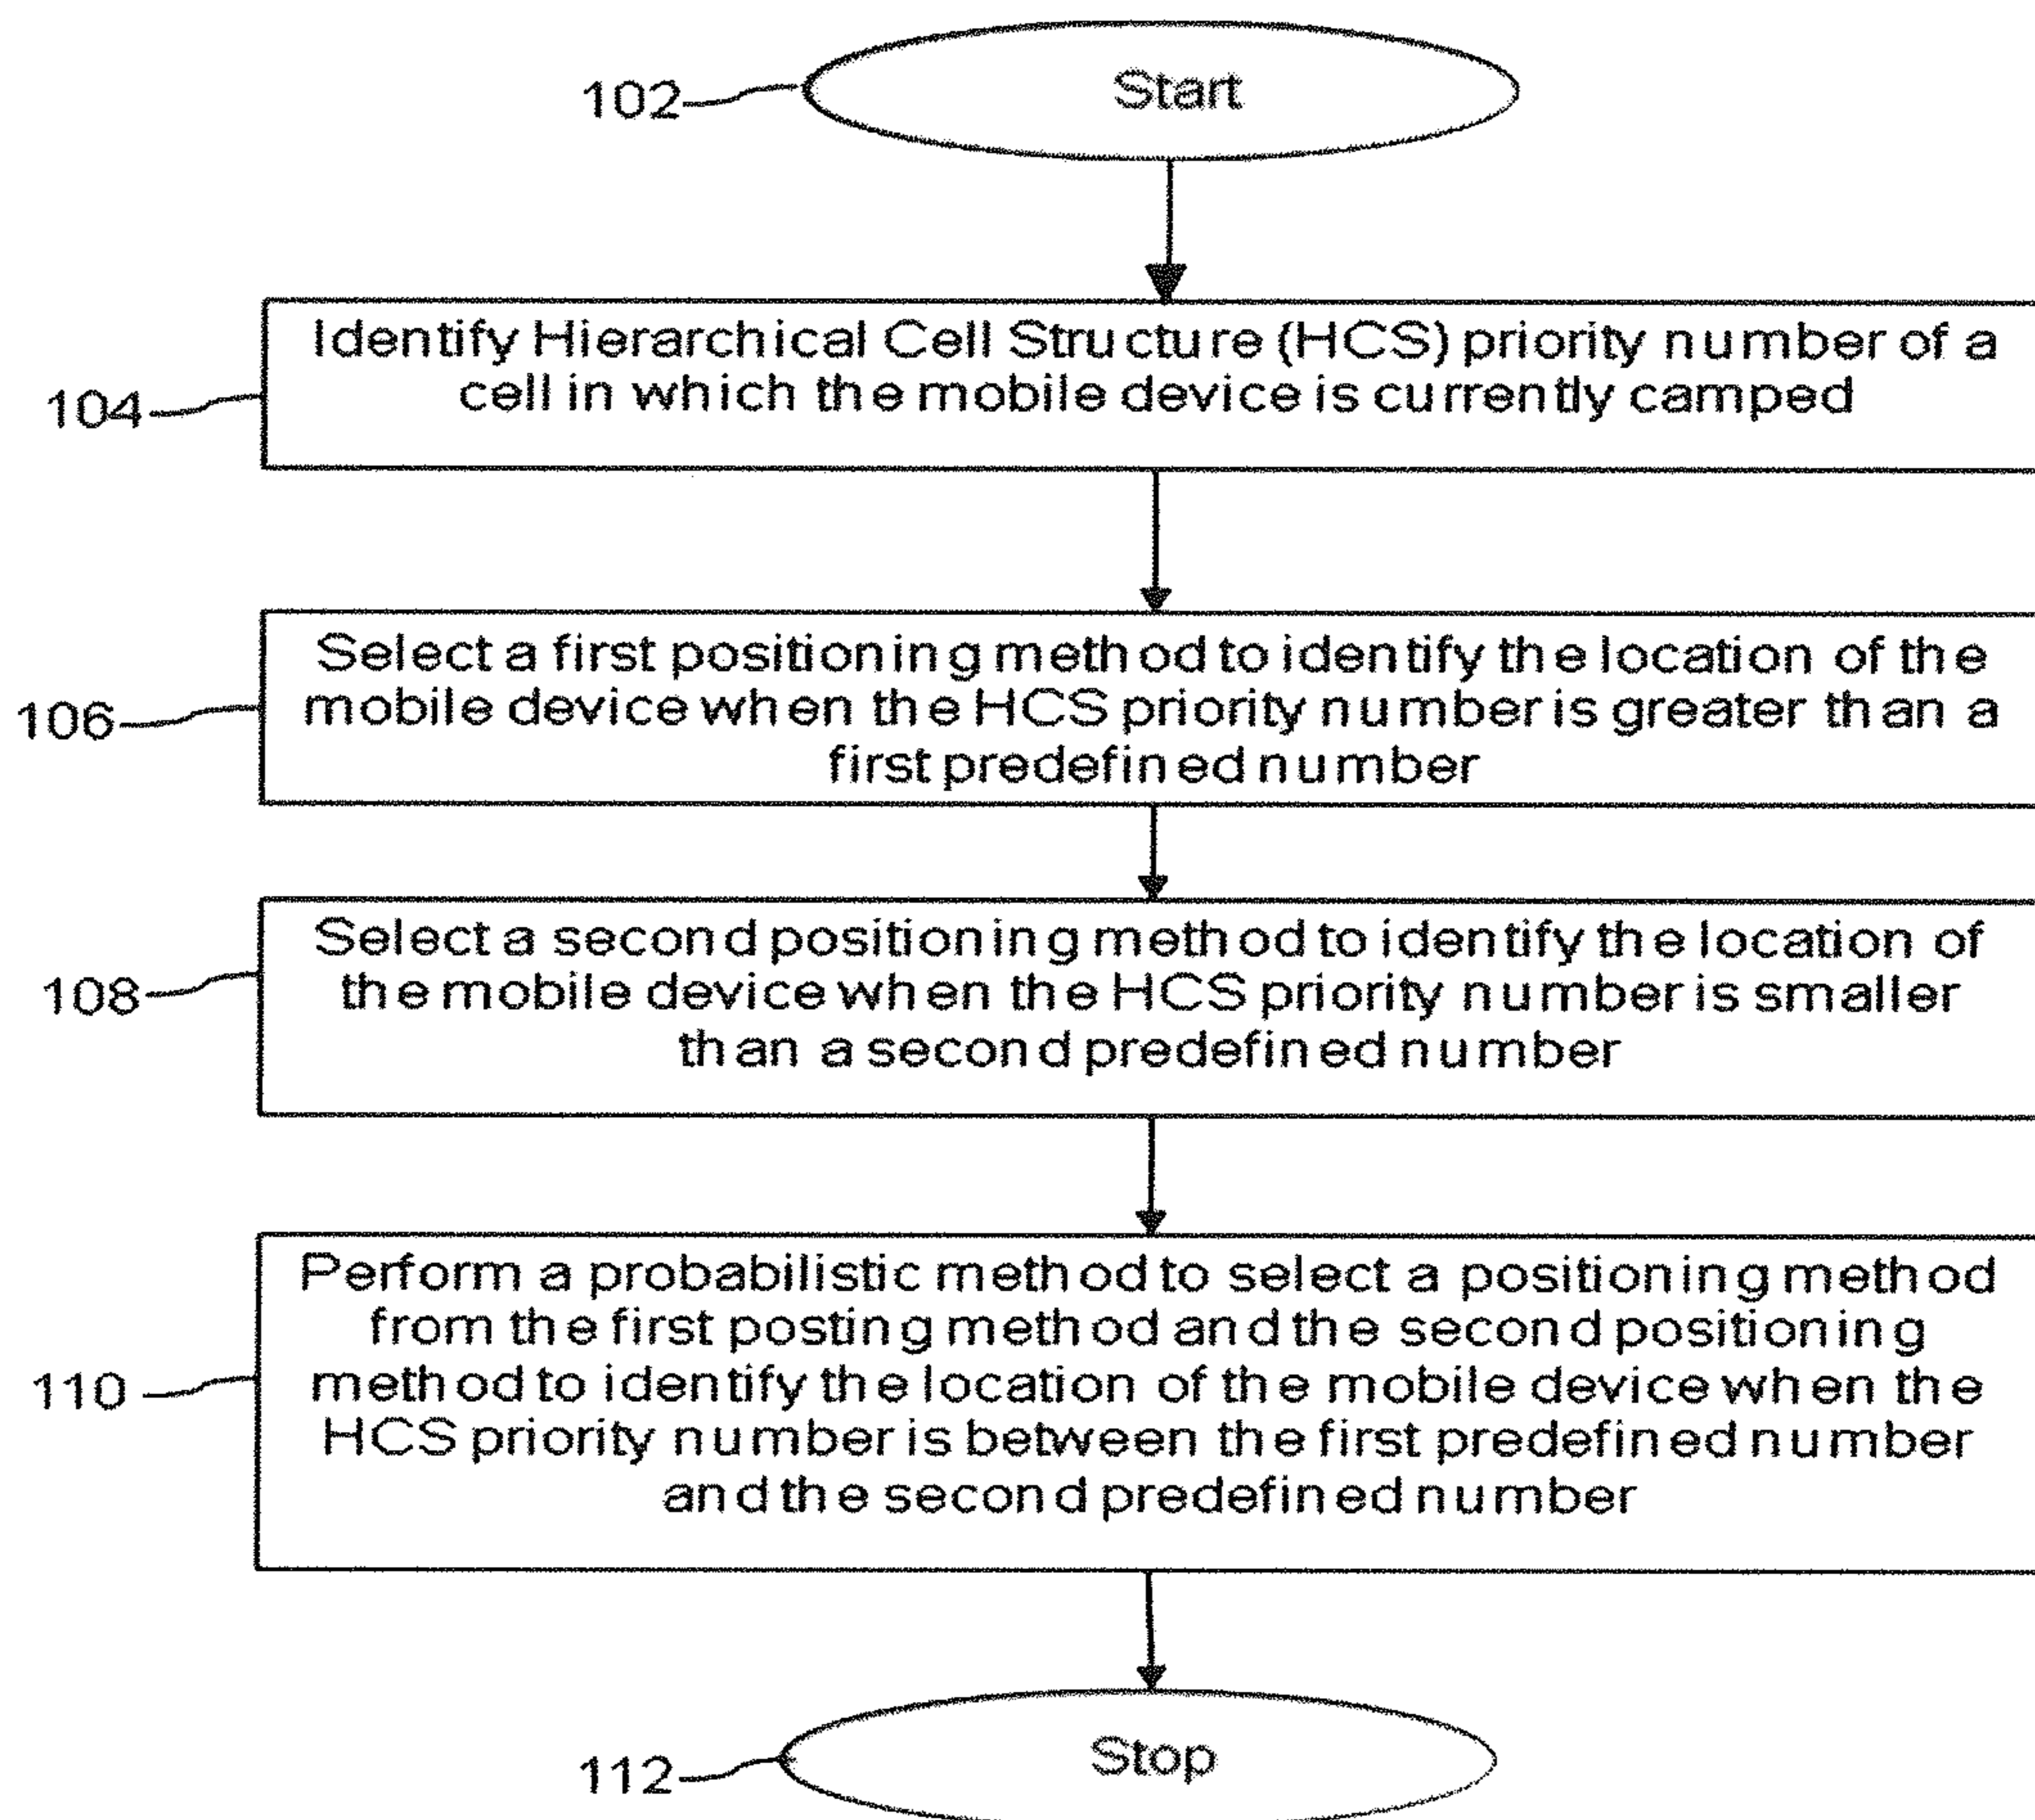 102
Start
104
Identify Hierarchical Cell Structure (HCS) priority number of a
cell in which the mobile device is currently camped
106
Select a first positioning method to identify the location of the
mobile device when the HCS priority number is greater than a
first predefined number
108
Select a second positioning method to identify the location of
the mobile device when the HCS priority number is smaller
than a second predefined number
110
Perform a probabilistic method to select a positioning method
from the first posting method and the second positioning
method to identify the location of the mobile device when the
HCS priority number is between the first predefined number
and the second predefined number
112
Stop